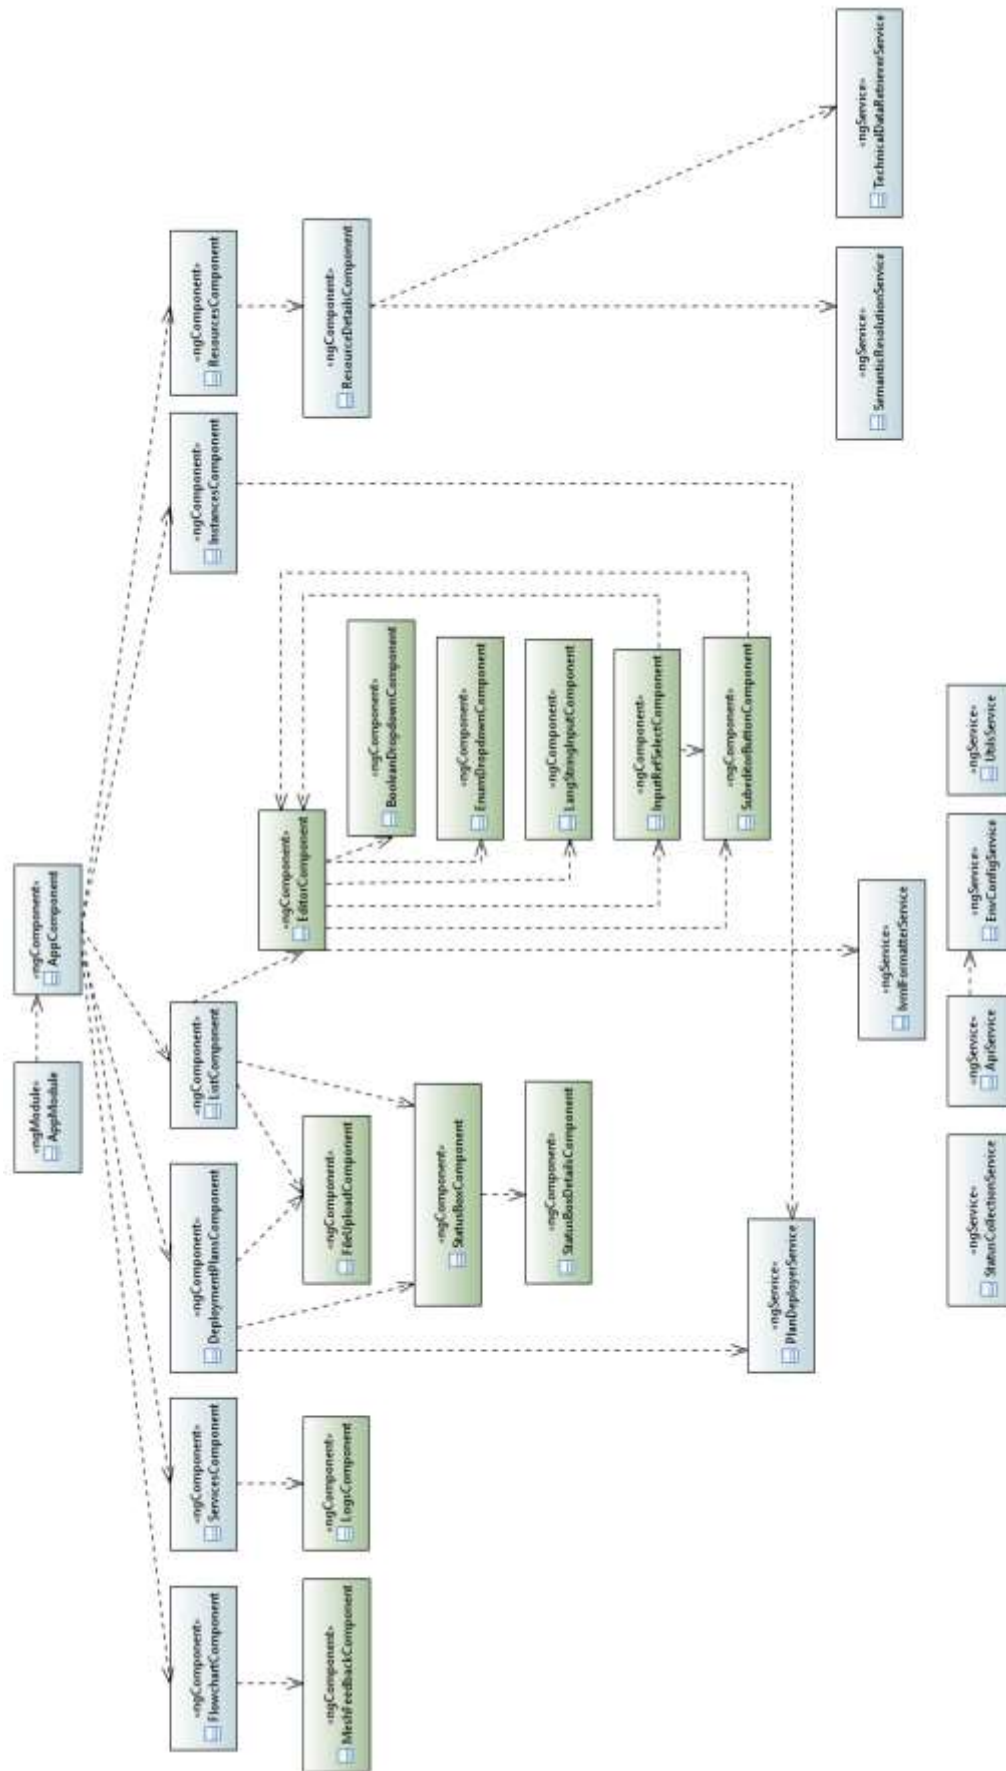 «ngModule»
AppModule
«ngComponent»
AppComponent
«ngComponent»
FlowchartComponent
«ngComponent»
ServicesComponent
«ngComponent»
DeploymentPlansComponent
«ngComponent»
ListComponent
«ngComponent»
InstancesComponent
«ngComponent»
ResourcesComponent
«ngComponent»
MeshFeedbackComponent
«ngComponent»
LogsComponent
«ngComponent»
FileUploadComponent
«ngComponent»
EditorComponent
«ngComponent»
ResourceDetailsComponent
«ngComponent»
StatusBoxComponent
«ngComponent»
BooleanDropdownComponent
«ngComponent»
EnumDropdownComponent
«ngComponent»
StatusBoxDetailsComponent
«ngComponent»
LangStringInputComponent
«ngComponent»
InputRefSelectComponent
«ngComponent»
SubeditorButtonComponent
«ngService»
PlanDeployerService
«ngService»
IvmlFormatterService
«ngService»
SemanticResolutionService
«ngService»
TechnicalDataRetrieverService
«ngService»
StatusCollectionService
«ngService»
ApiService
«ngService»
EnvConfigService
«ngService»
UtilsService